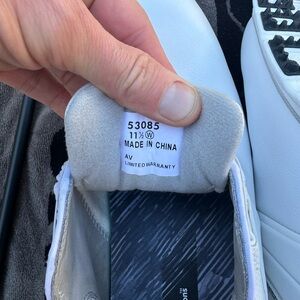 53085
11½ Ⓦ
MADE IN CHINA
AV
LIMITED WARRANTY